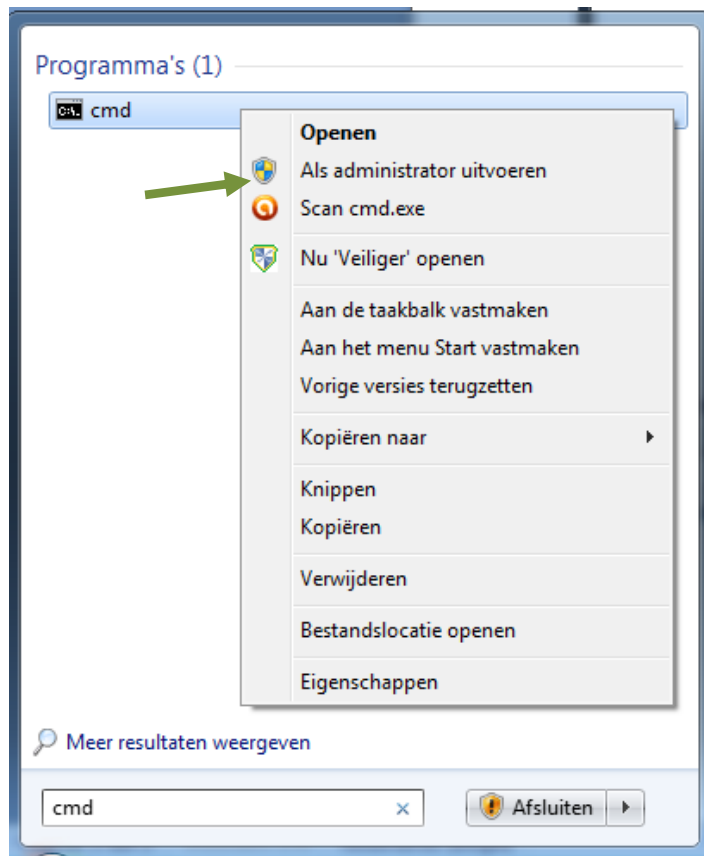 Programma's (1)
cmd
Openen
Als administrator uitvoeren
Scan cmd.exe
Nu 'Veiliger' openen
Aan de taakbalk vastmaken
Aan het menu Start vastmaken
Vorige versies terugzetten
Kopiëren naar
Knippen
Kopiëren
Verwijderen
Bestandslocatie openen
Eigenschappen
Meer resultaten weergeven
cmd
Afsluiten